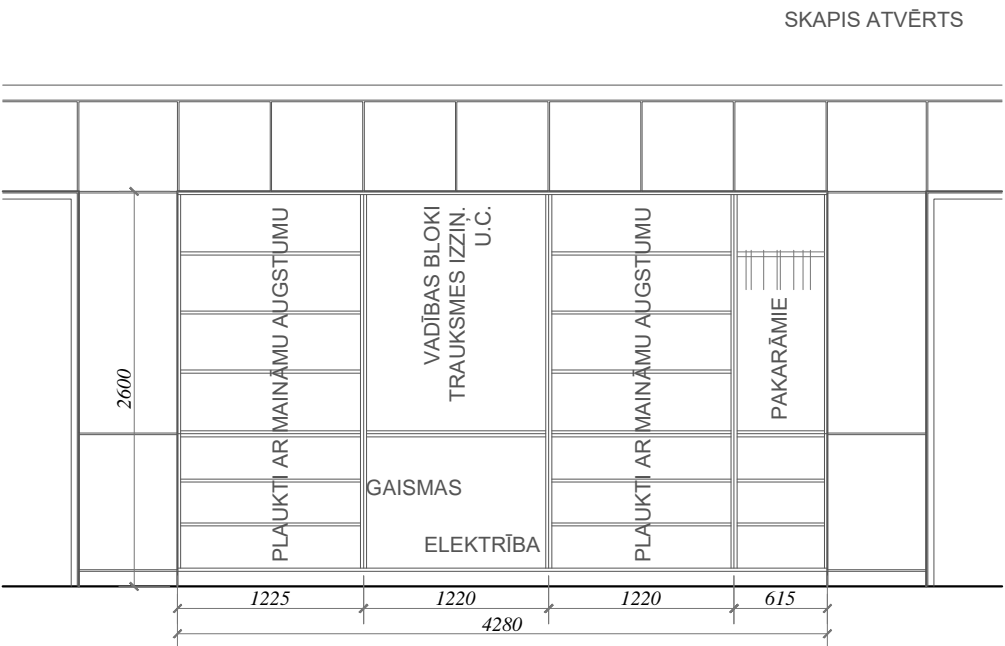 SKAPIS ATVĒRTS
PLAUKTI AR MAINĀMU AUGSTUMU
VADĪBAS BLOKI
TRAUKSMES IZZIŅ.
U.C.
PLAUKTI AR MAINĀMU AUGSTUMU
PAKARĀMIE
2600
GAISMAS
ELEKTRĪBA
1225
1220
1220
615
4280